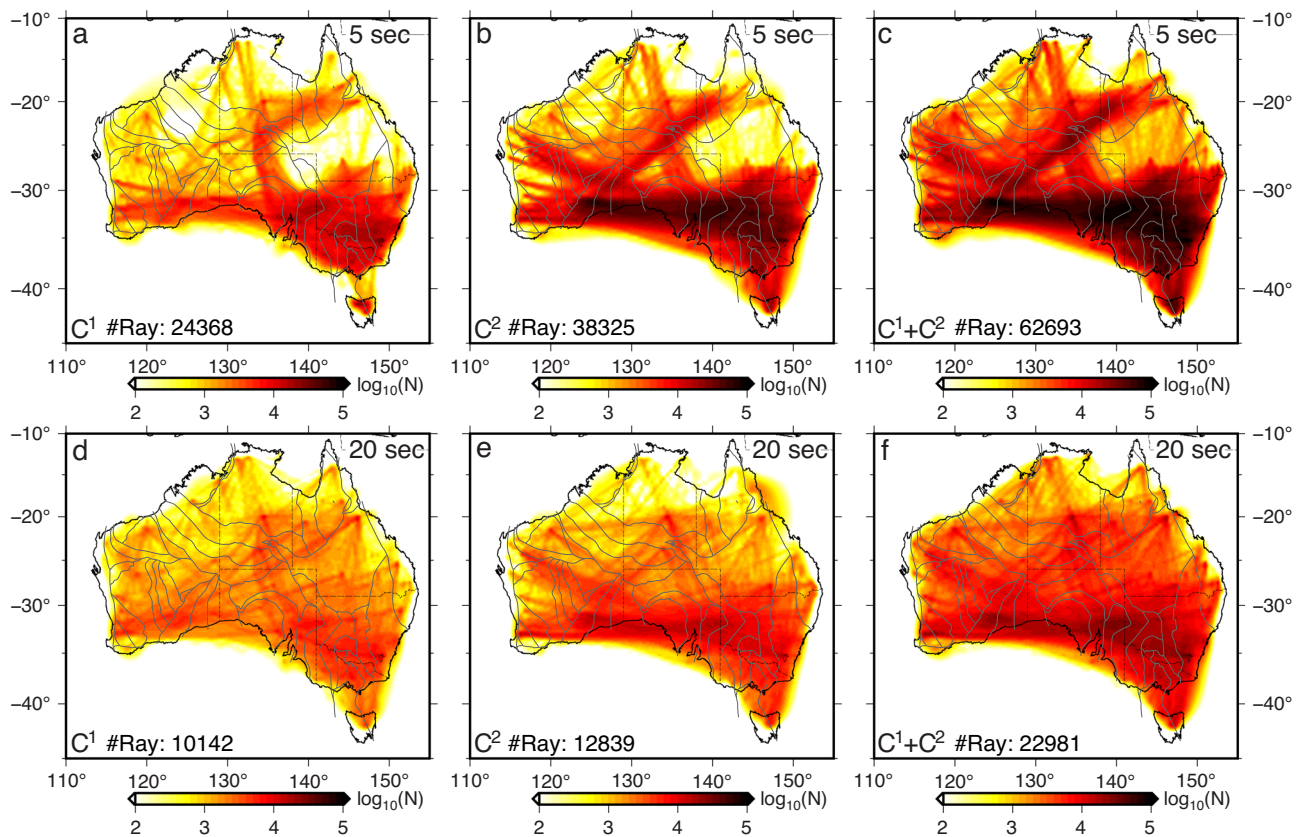 a 5 sec
b 5 sec
c 5 sec
−10° −10°
−20° −20°
−30° −30°
−40° −40°
C¹ #Ray: 24368
C² #Ray: 38325
C¹+C² #Ray: 62693
110° 120° 130° 140° 150°
110° 120° 130° 140° 150°
110° 120° 130° 140° 150°
log₁₀(N)
2 3 4 5
log₁₀(N)
2 3 4 5
log₁₀(N)
2 3 4 5
d 20 sec
e 20 sec
f 20 sec
−10° −10°
−20° −20°
−30° −30°
−40° −40°
C¹ #Ray: 10142
C² #Ray: 12839
C¹+C² #Ray: 22981
110° 120° 130° 140° 150°
110° 120° 130° 140° 150°
110° 120° 130° 140° 150°
log₁₀(N)
2 3 4 5
log₁₀(N)
2 3 4 5
log₁₀(N)
2 3 4 5